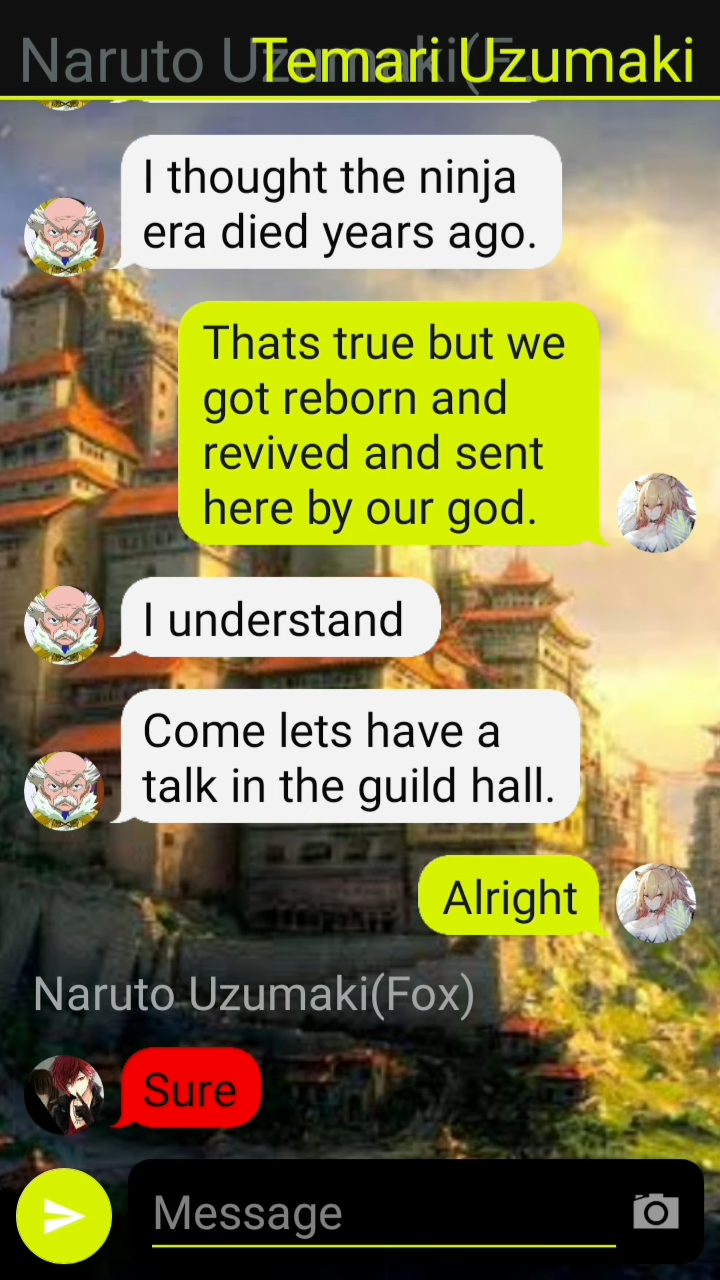 Naruto Uzumaki(F...
Temari Uzumaki
I thought the ninja
era died years ago.
Thats true but we
got reborn and
revived and sent
here by our god.
I understand
Come lets have a
talk in the guild hall.
Alright
Naruto Uzumaki(Fox)
Sure
Message